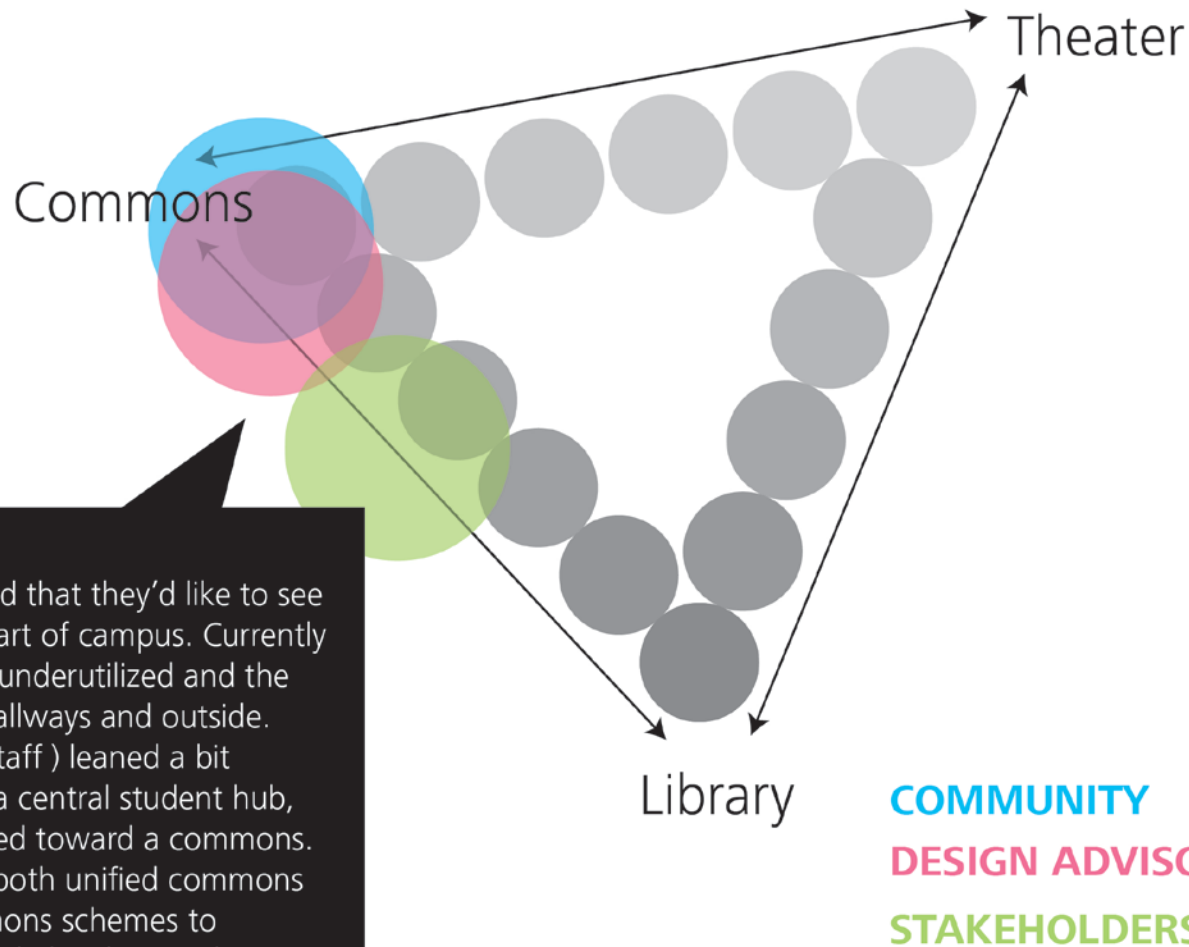 Theater
Commons
d that they’d like to see
art of campus. Currently
underutilized and the
allways and outside.
taff ) leaned a bit
a central student hub,
ed toward a commons.
both unified commons
mons schemes to
Library
COMMUNITY
DESIGN ADVISO
STAKEHOLDERS